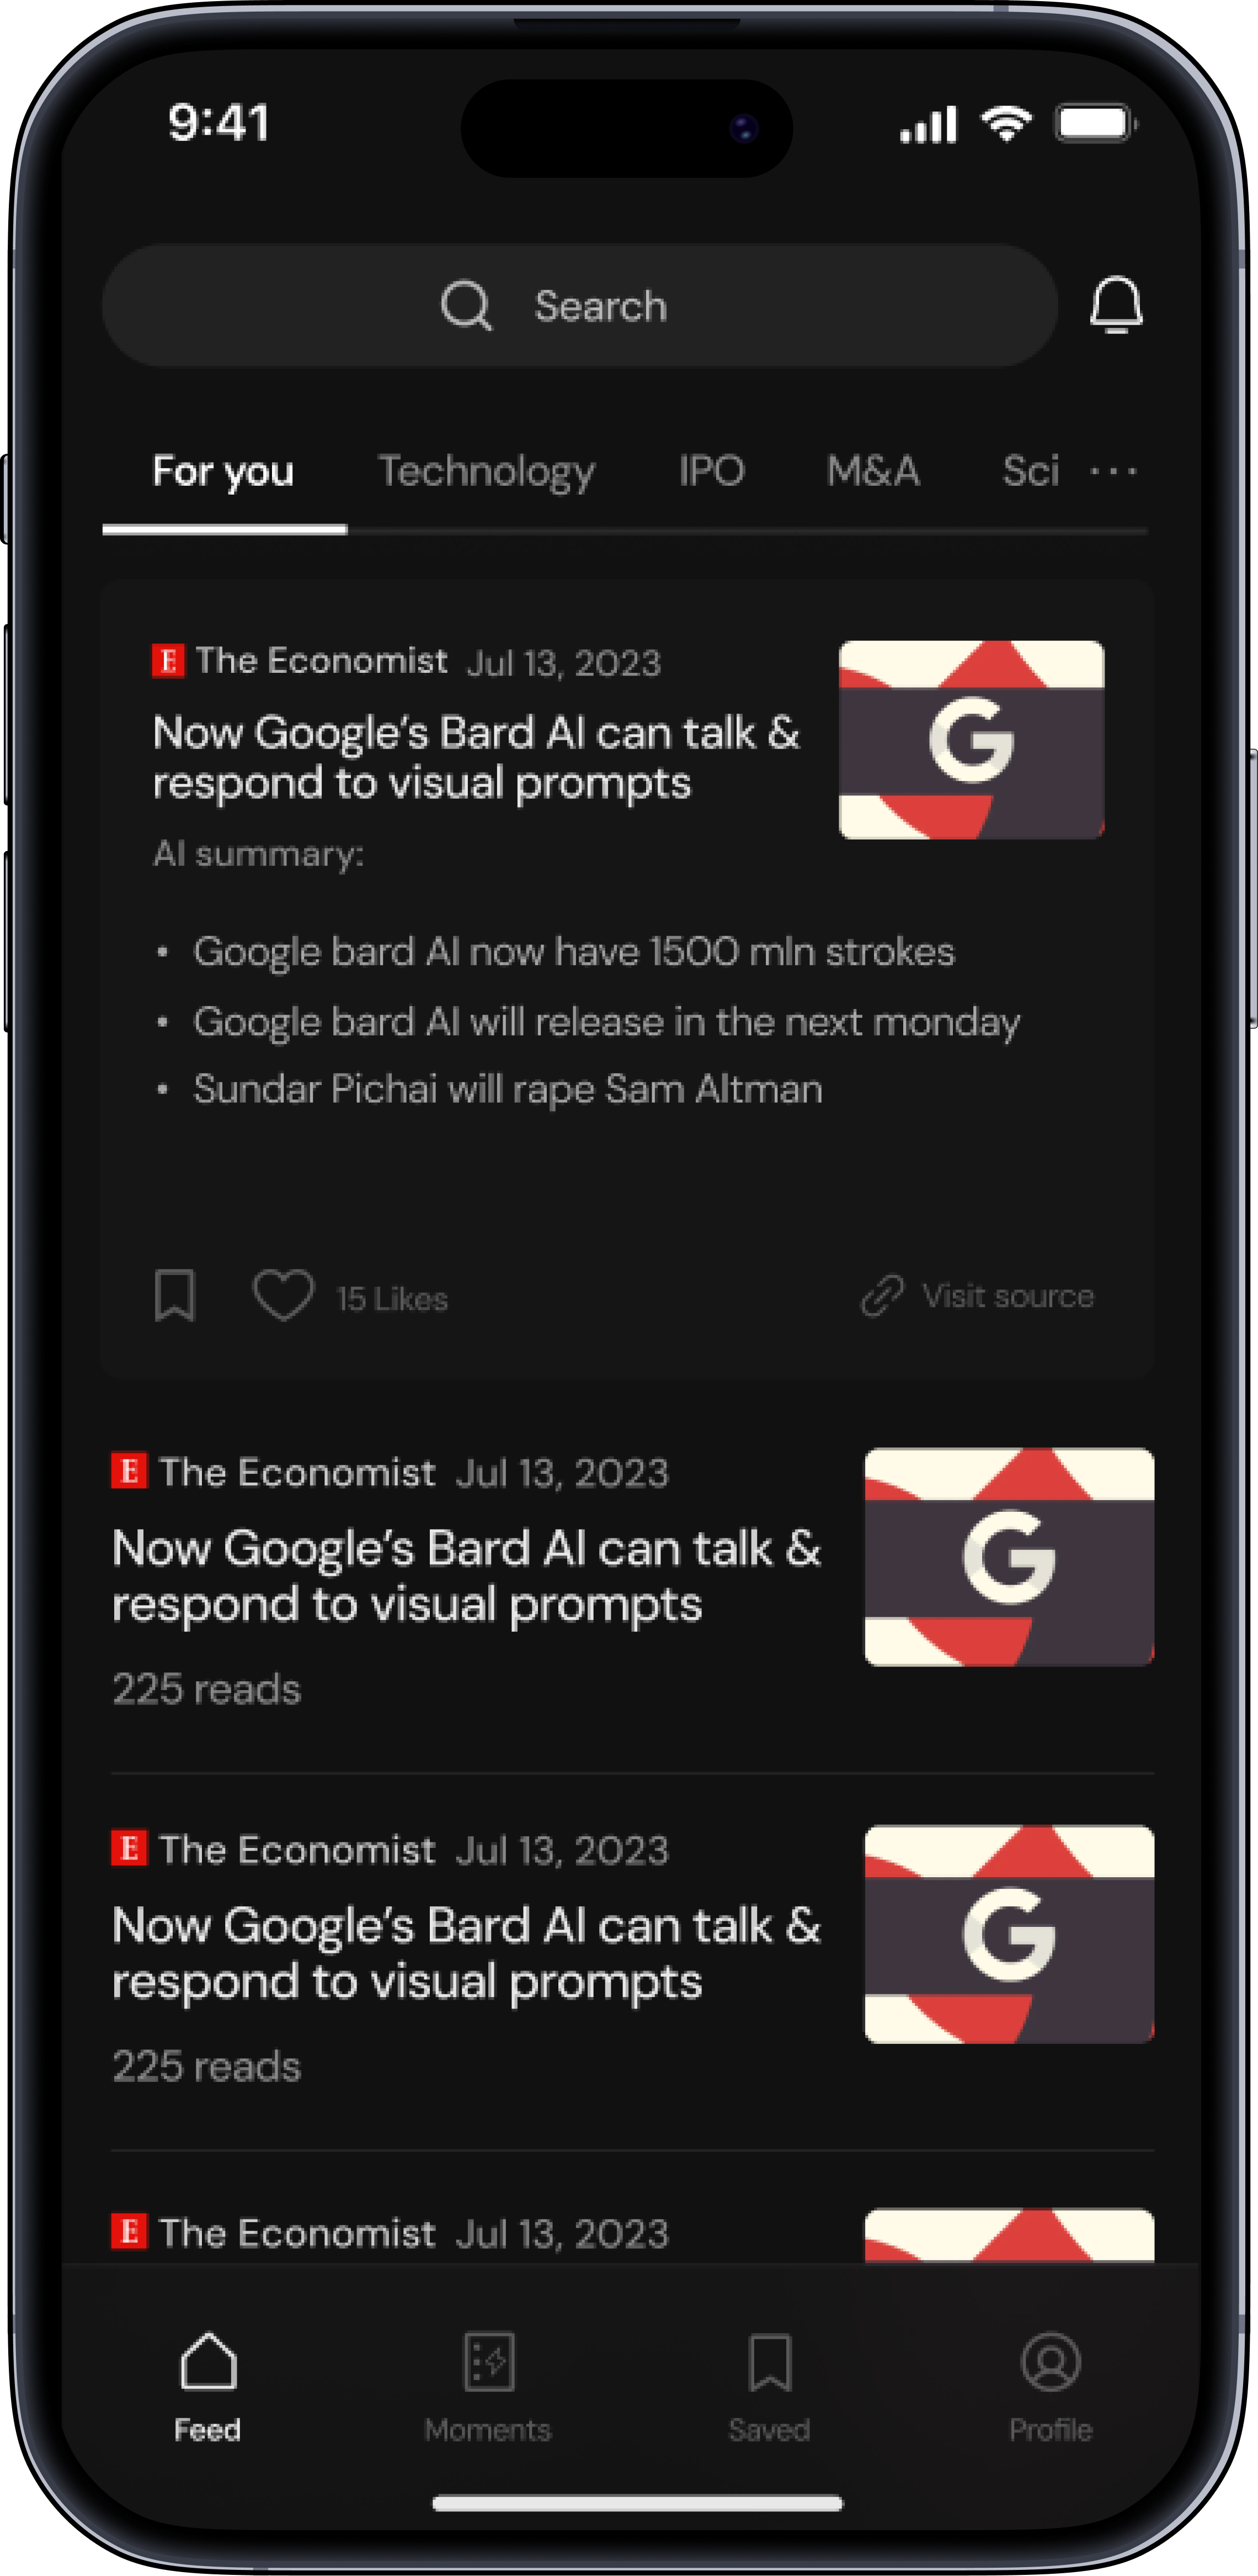 9:41
Search
For you Technology IPO M&A Sci ...
E The Economist Jul 13, 2023
Now Google's Bard AI can talk &
respond to visual prompts
G
AI summary:
• Google bard AI now have 1500 mln strokes
• Google bard AI will release in the next monday
• Sundar Pichai will rape Sam Altman
15 Likes Visit source
E The Economist Jul 13, 2023
Now Google's Bard AI can talk &
respond to visual prompts
G
225 reads
E The Economist Jul 13, 2023
Now Google's Bard AI can talk &
respond to visual prompts
G
225 reads
E The Economist Jul 13, 2023
Feed Moments Saved Profile